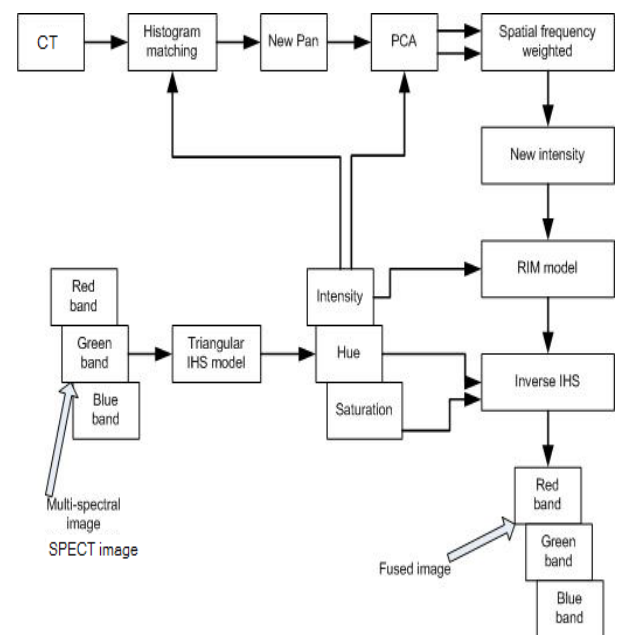 CT
Histogram
matching
New Pan
PCA
Spatial frequency
weighted
New intensity
RIM model
Red
band
Green
band
Blue
band
Triangular
IHS model
Intensity
Hue
Saturation
Inverse IHS
Multi-spectral
image
SPECT image
Fused image
Red
band
Green
band
Blue
band